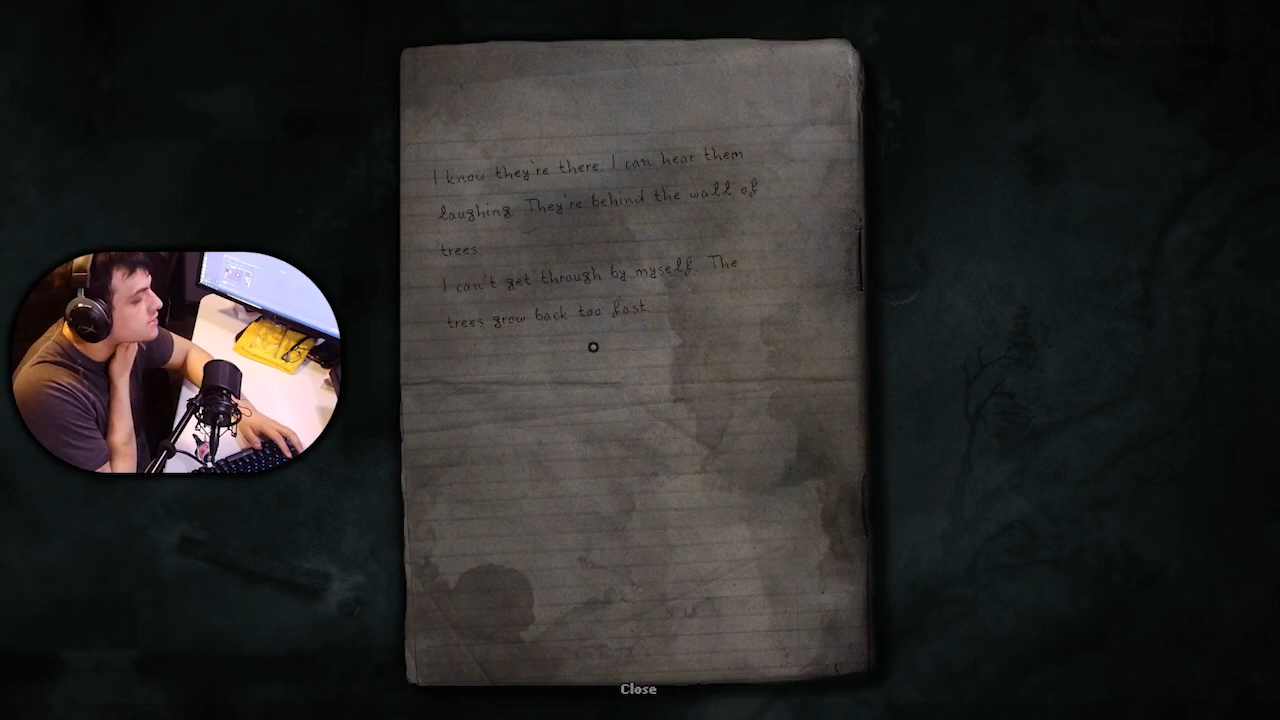 I know they're there. I can hear them
laughing. They're behind the wall of
trees.
I can't get through by myself. The
trees grow back too fast.
Close